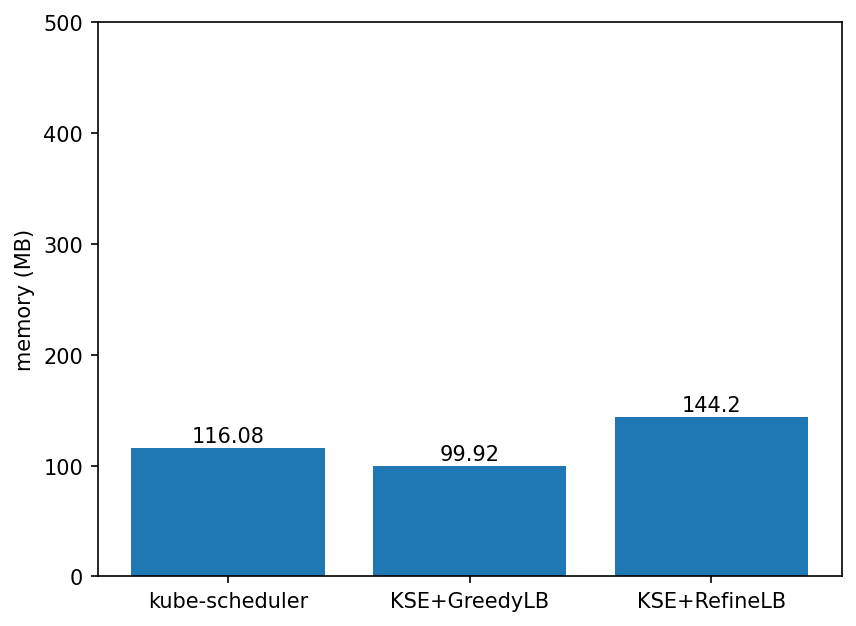 500
400
300
200
100
0
memory (MB)
116.08
99.92
144.2
kube-scheduler
KSE+GreedyLB
KSE+RefineLB